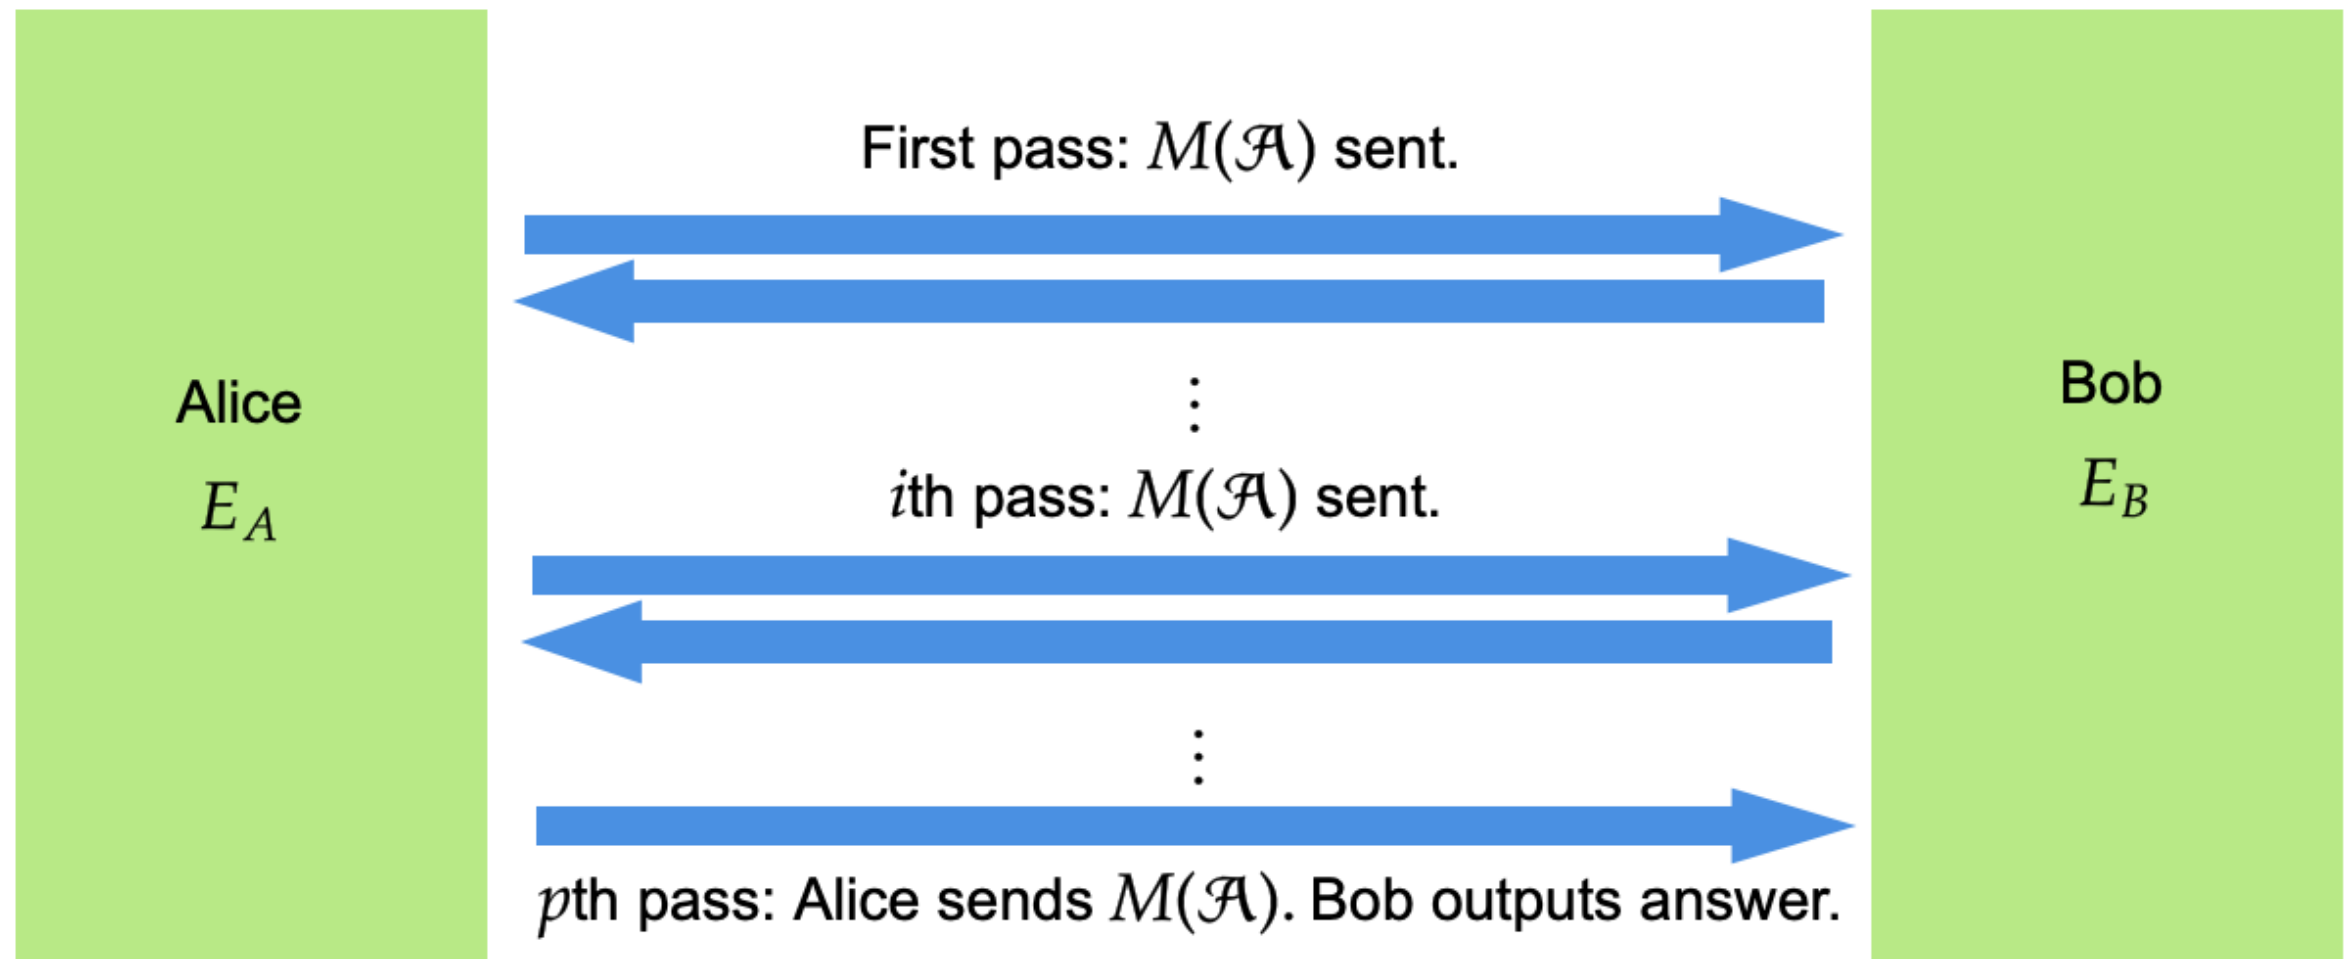 First pass: M(𝒜) sent.
Alice
E_A
Bob
E_B
⋮
ith pass: M(𝒜) sent.
⋮
pth pass: Alice sends M(𝒜). Bob outputs answer.